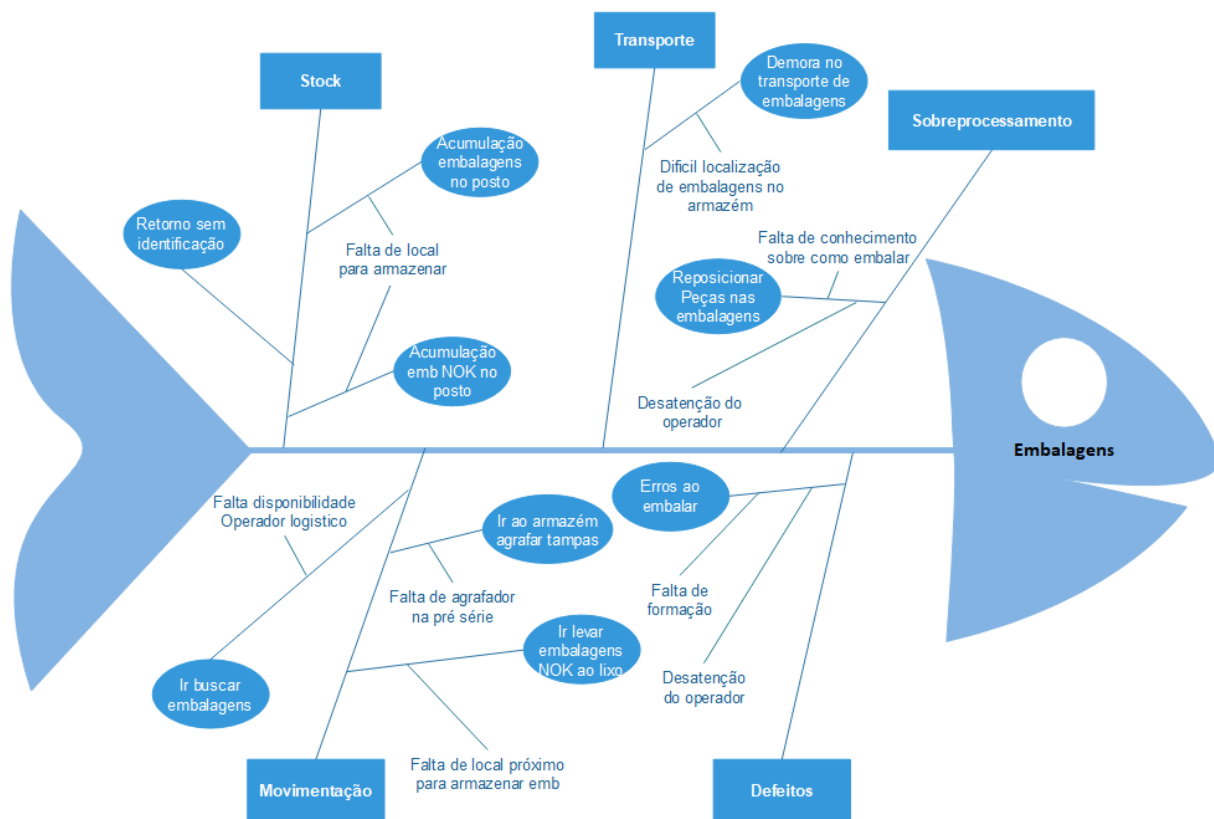 Transporte
Stock
Demora no
transporte de
embalagens
Sobreprocessamento
Acumulação
embalagens
no posto
Dificil localização
de embalagens no
armazém
Retorno sem
identificação
Falta de local
para armazenar
Falta de conhecimento
sobre como embalar
Reposicionar
Peças nas
embalagens
Acumulação
emb NOK no
posto
Desatenção do
operador
Embalagens
Falta disponibilidade
Operador logistico
Ir ao armazém
agrafar tampas
Erros ao
embalar
Falta de agrafador
na pré série
Falta de
formação
Ir levar
embalagens
NOK ao lixo
Ir buscar
embalagens
Desatenção
do operador
Falta de local próximo
para armazenar emb
Movimentação
Defeitos